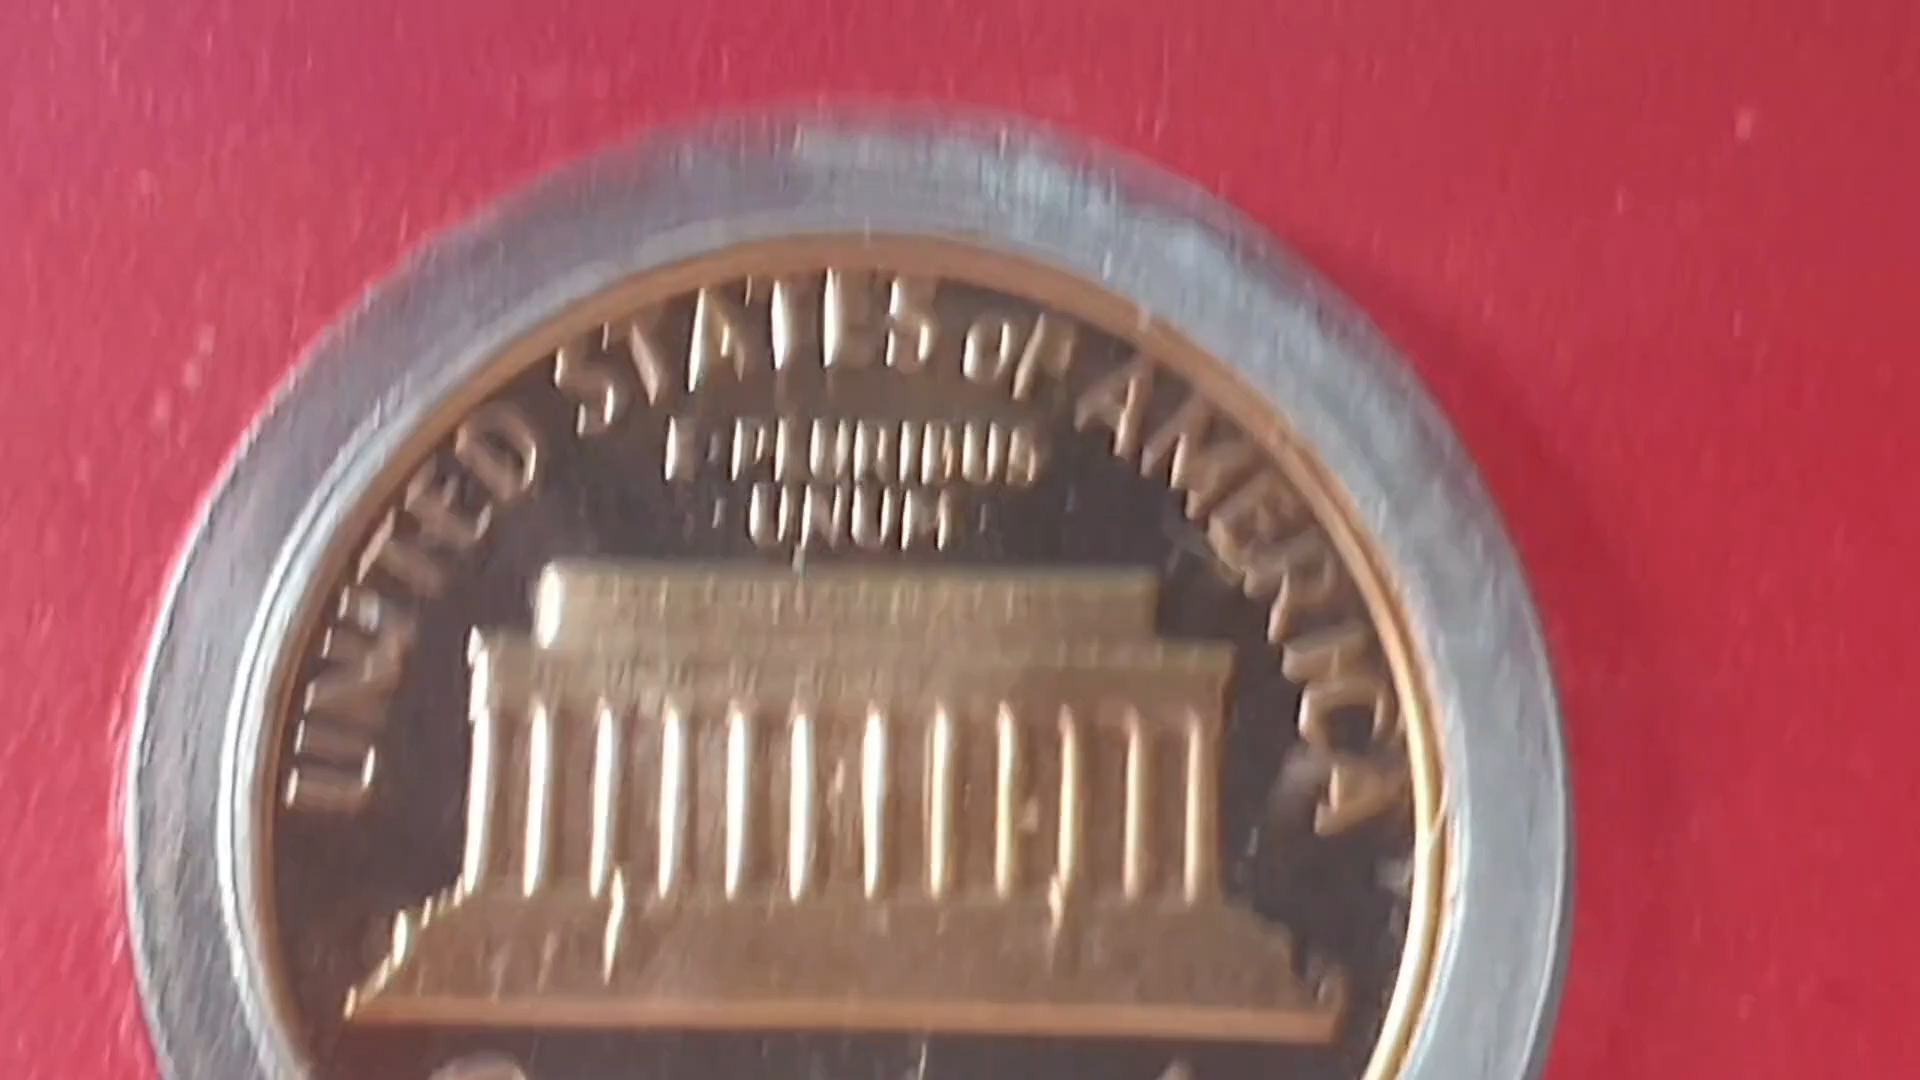 UNITED STATES OF AMERICA
E·PLURIBUS
·UNUM·